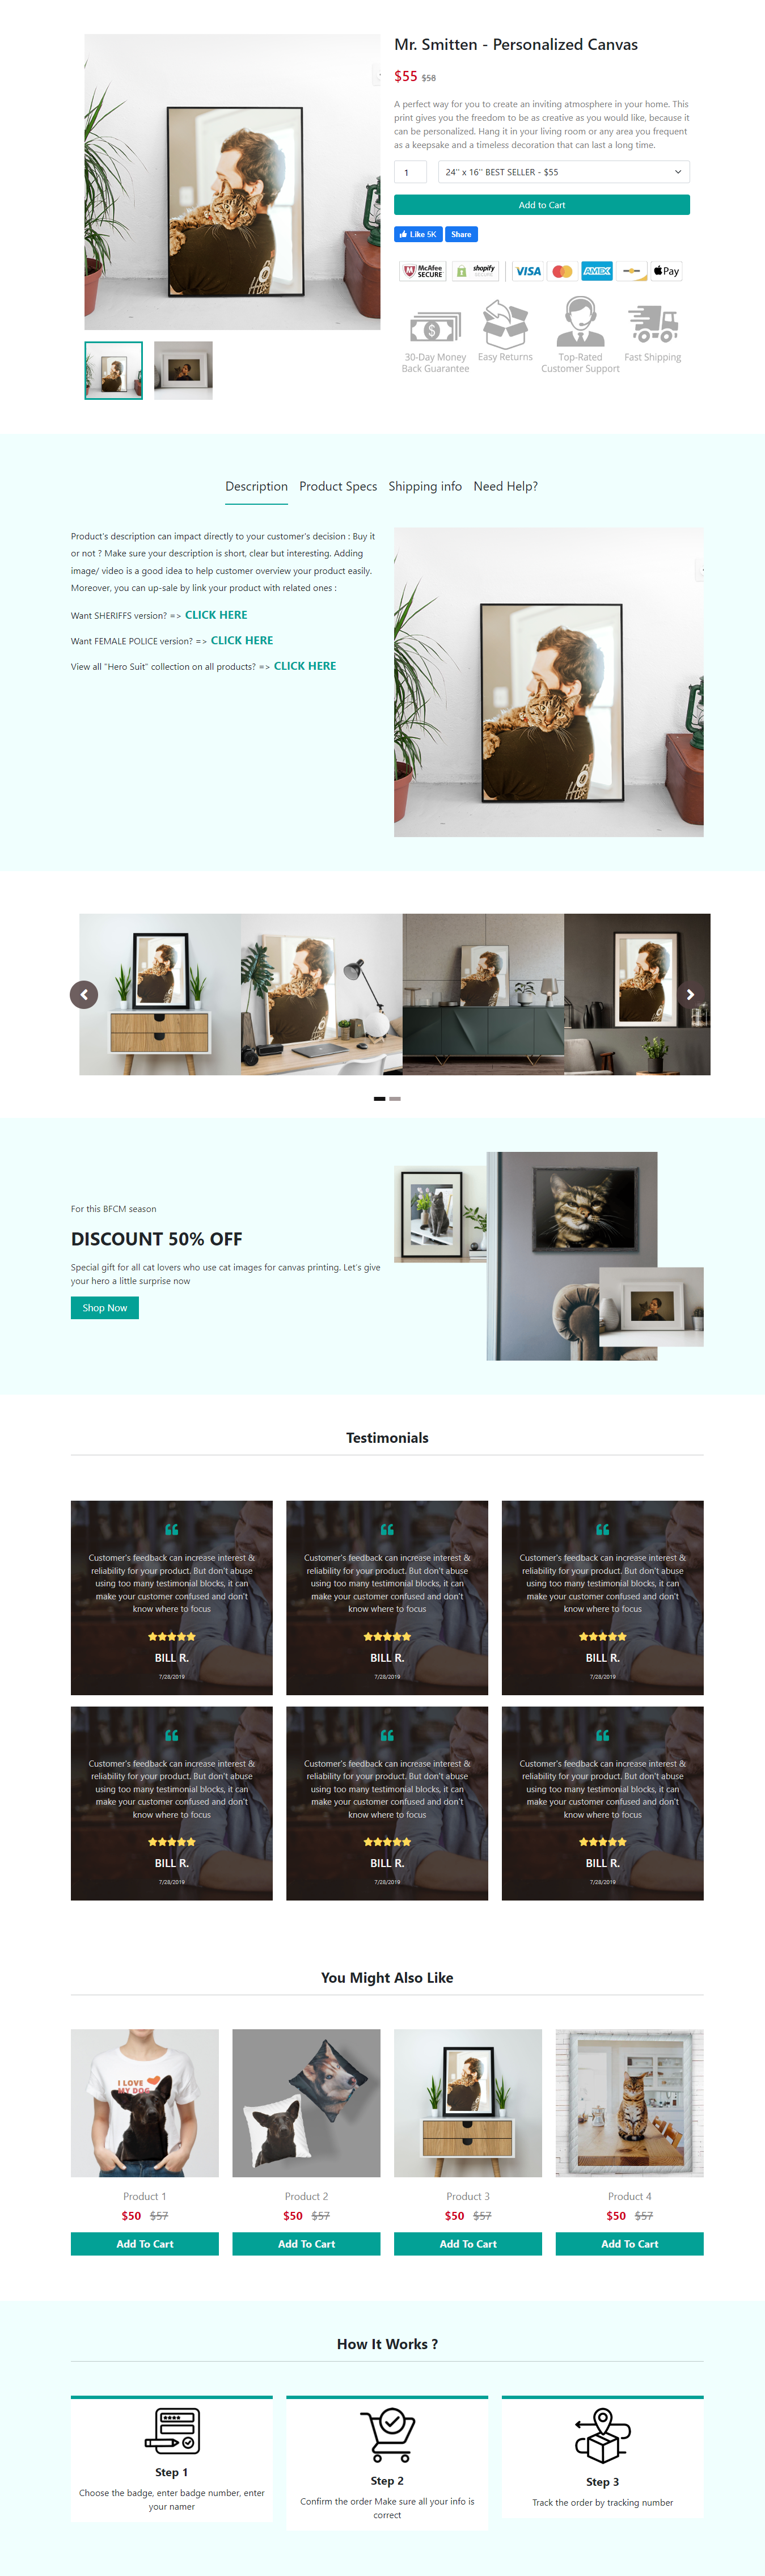 Mr. Smitten - Personalized Canvas
$55 $58
A perfect way for you to create an inviting atmosphere in your home. This
print gives you the freedom to be as creative as you would like, because it
can be personalized. Hang it in your living room or any area you frequent
as a keepsake and a timeless decoration that can last a long time.
1
24'' x 16'' BEST SELLER - $55
Add to Cart
Like 5K Share
McAfee SECURE shopify SECURE VISA AMEX Pay
30-Day Money
Back Guarantee
Easy Returns
Top-Rated
Customer Support
Fast Shipping
Description Product Specs Shipping info Need Help?
Product's description can impact directly to your customer's decision : Buy it
or not ? Make sure your description is short, clear but interesting. Adding
image/ video is a good idea to help customer overview your product easily.
Moreover, you can up-sale by link your product with related ones :
Want SHERIFFS version? => CLICK HERE
Want FEMALE POLICE version? => CLICK HERE
View all "Hero Suit" collection on all products? => CLICK HERE
For this BFCM season
DISCOUNT 50% OFF
Special gift for all cat lovers who use cat images for canvas printing. Let's give
your hero a little surprise now
Shop Now
Testimonials
Customer's feedback can increase interest &
reliability for your product. But don't abuse
using too many testimonial blocks, it can
make your customer confused and don't
know where to focus
BILL R.
7/28/2019
Customer's feedback can increase interest &
reliability for your product. But don't abuse
using too many testimonial blocks, it can
make your customer confused and don't
know where to focus
BILL R.
7/28/2019
Customer's feedback can increase interest &
reliability for your product. But don't abuse
using too many testimonial blocks, it can
make your customer confused and don't
know where to focus
BILL R.
7/28/2019
Customer's feedback can increase interest &
reliability for your product. But don't abuse
using too many testimonial blocks, it can
make your customer confused and don't
know where to focus
BILL R.
7/28/2019
Customer's feedback can increase interest &
reliability for your product. But don't abuse
using too many testimonial blocks, it can
make your customer confused and don't
know where to focus
BILL R.
7/28/2019
Customer's feedback can increase interest &
reliability for your product. But don't abuse
using too many testimonial blocks, it can
make your customer confused and don't
know where to focus
BILL R.
7/28/2019
You Might Also Like
I LOVE
MY DOG
Product 1
$50 $57
Add To Cart
Product 2
$50 $57
Add To Cart
Product 3
$50 $57
Add To Cart
Product 4
$50 $57
Add To Cart
How It Works ?
Step 1
Choose the badge, enter badge number, enter
your namer
Step 2
Confirm the order Make sure all your info is
correct
Step 3
Track the order by tracking number